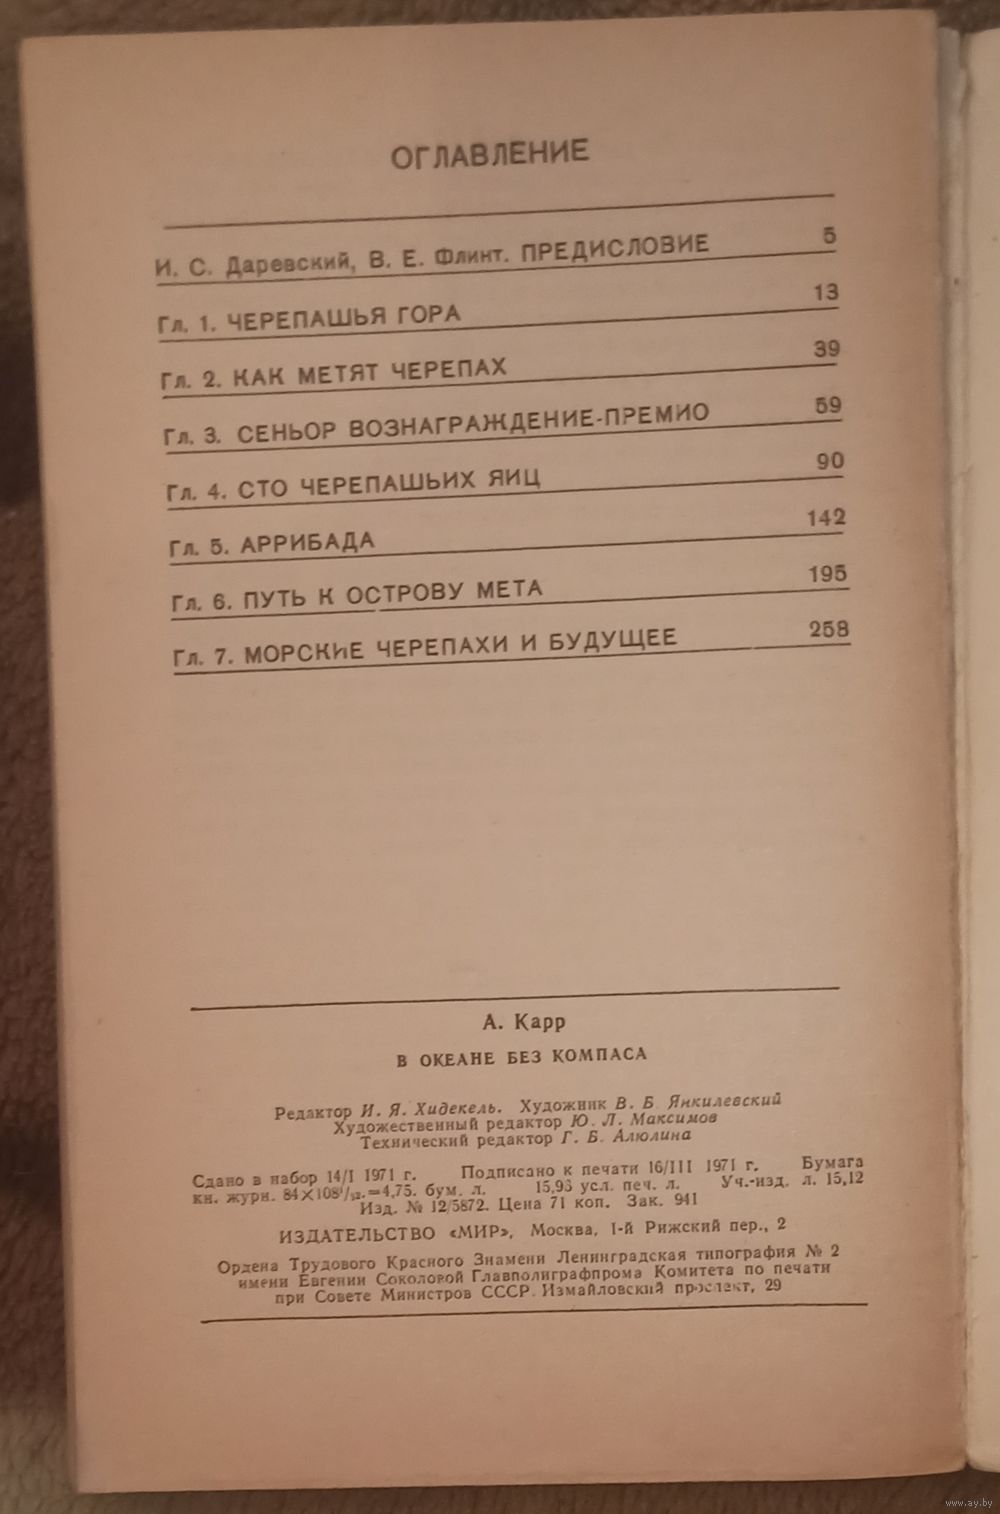 ОГЛАВЛЕНИЕ
И. С. Даревский, В. Е. Флинт. ПРЕДИСЛОВИЕ 5
Гл. 1. ЧЕРЕПАШЬЯ ГОРА 13
Гл. 2. КАК МЕТЯТ ЧЕРЕПАХ 39
Гл. 3. СЕНЬОР ВОЗНАГРАЖДЕНИЕ-ПРЕМИО 59
Гл. 4. СТО ЧЕРЕПАШЬИХ ЯИЦ 90
Гл. 5. АРРИБАДА 142
Гл. 6. ПУТЬ К ОСТРОВУ МЕТА 195
Гл. 7. МОРСКИЕ ЧЕРЕПАХИ И БУДУЩЕЕ 258
А. Карр
В ОКЕАНЕ БЕЗ КОМПАСА
Редактор И. Я. Хидекель. Художник В. Б. Янкилевский
Художественный редактор Ю. Л. Максимов
Технический редактор Г. Б. Алюлина
Сдано в набор 14/I 1971 г. Подписано к печати 16/III 1971 г. Бумага
кн. журн. 84×108¹/₃₂.=4,75. бум. л. 15,93 усл. печ. л. Уч.-изд. л. 15,12
Изд. № 12/5872. Цена 71 коп. Зак. 941
ИЗДАТЕЛЬСТВО «МИР», Москва, 1-й Рижский пер., 2
Ордена Трудового Красного Знамени Ленинградская типография № 2
имени Евгении Соколовой Главполиграфпрома Комитета по печати
при Совете Министров СССР. Измайловский проспект, 29
www.ay.by